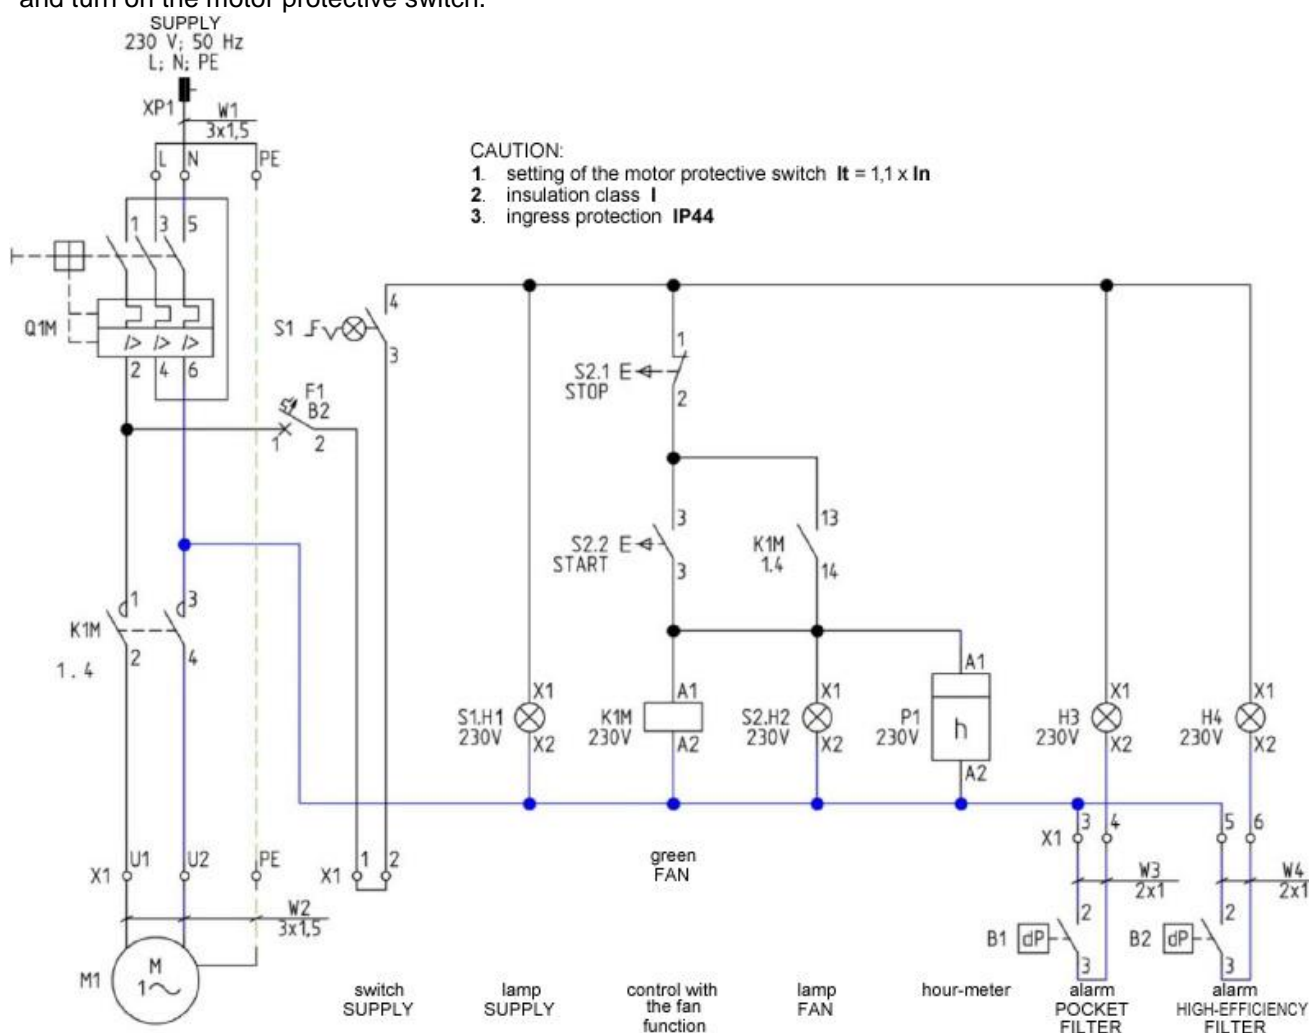 and turn on the motor protective switch.
SUPPLY
230 V; 50 Hz
L; N; PE
XP1
W1
3x1,5
L N PE
CAUTION:
1. setting of the motor protective switch It = 1,1 x In
2. insulation class I
3. ingress protection IP44
1 3 5
Q1M
I> I> I>
2 4 6
S1
4
3
F1
B2
1 2
S2.1 E
STOP
1
2
S2.2 E
START
3
3
K1M
1.4
13
14
K1M
1.4
1 3
2 4
S1.H1
230V
X1
X2
K1M
230V
A1
A2
S2.H2
230V
X1
X2
P1
230V
A1
h
A2
H3
230V
X1
X2
H4
230V
X1
X2
X1 U1 U2 PE
X1 1 2
green
FAN
X1 3 4
5 6
W3
2x1
W4
2x1
W2
3x1,5
B1 dP
2
3
B2 dP
2
3
M1
M
1~
switch
SUPPLY
lamp
SUPPLY
control with
the fan
function
lamp
FAN
hour-meter
alarm
POCKET
FILTER
alarm
HIGH-EFFICIENCY
FILTER